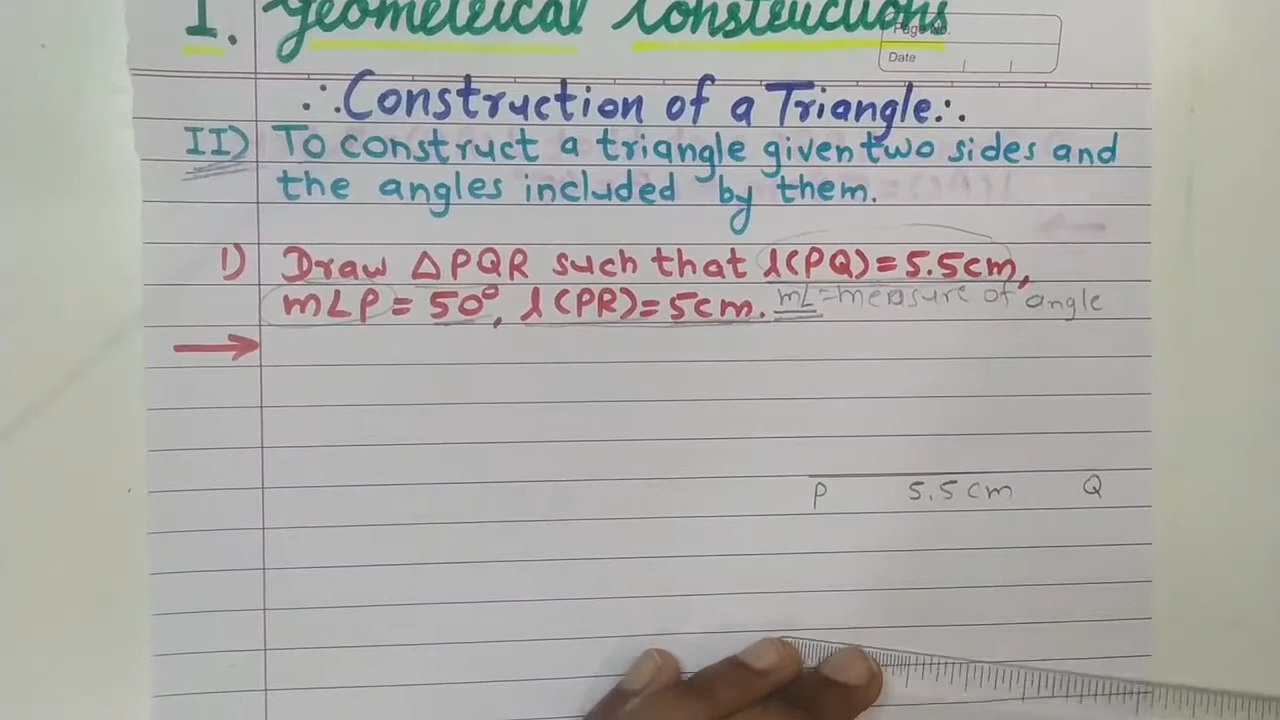 I. Geometrical Constructions
Page No.
Date
∴ Construction of a Triangle :.
II) To construct a triangle given two sides and
the angles included by them.
1) Draw △PQR such that l(PQ)=5.5cm,
m∠P = 50°, l(PR)=5cm. m∠=measure of angle
P 5.5cm Q